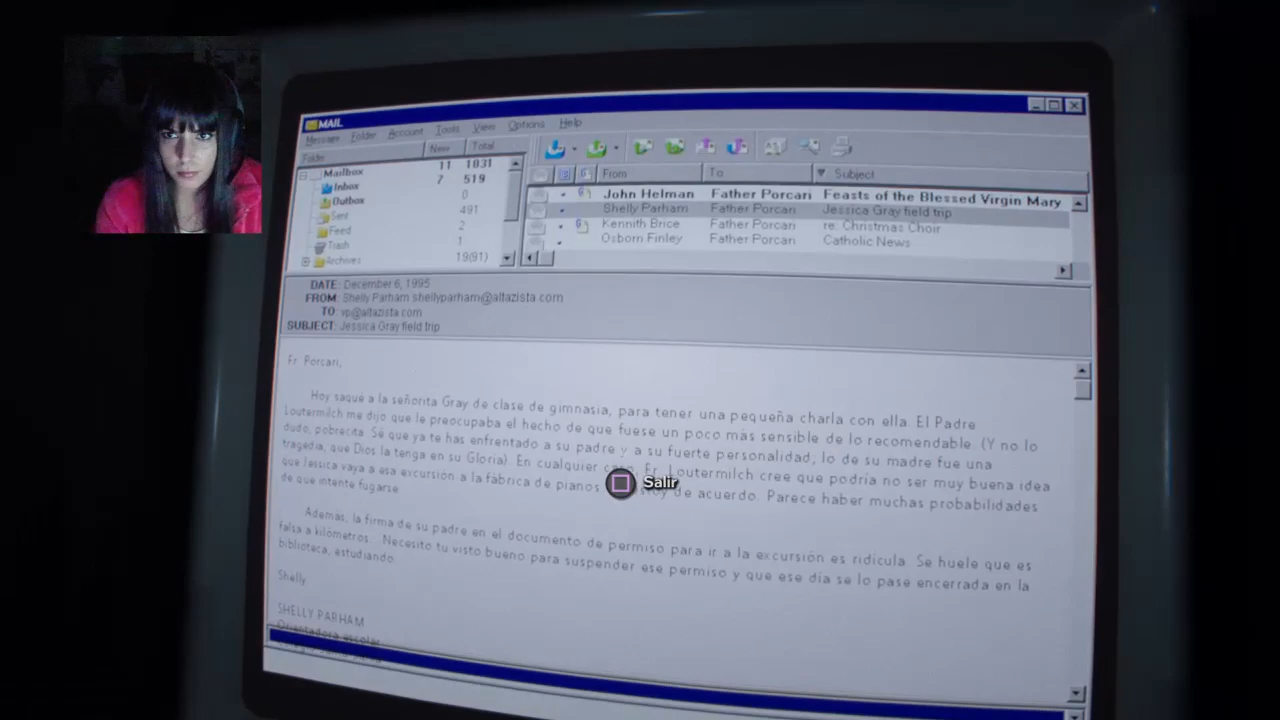 MAIL
Message Folder Account Tools View Options Help
Folder New Total
Mailbox 11 1031
Inbox 7 519
Outbox 0
Sent 491
Feed 2
Trash 1
Archives 19(91)
From To Subject
John Helman Father Porcari Feasts of the Blessed Virgin Mary
Shelly Parham Father Porcari Jessica Gray field trip
Kennith Brice Father Porcari re: Christmas Choir
Osborn Finley Father Porcari Catholic News
DATE: December 6, 1995
FROM: Shelly Parham shellyparham@altazista.com
TO: vp@altazista.com
SUBJECT: Jessica Gray field trip
Fr. Porcari,
Hoy saqué a la señorita Gray de clase de gimnasia, para tener una pequeña charla con ella. El Padre
Loutermilch me dijo que le preocupaba el hecho de que fuese un poco más sensible de lo recomendable. (Y no lo
dudo, pobrecita. Sé que ya te has enfrentado a su padre y a su fuerte personalidad; lo de su madre fue una
tragedia, que Dios la tenga en su Gloria). En cualquier caso, Fr. Loutermilch cree que podría no ser muy buena idea
que Jessica vaya a esa excursión a la fábrica de pianos estoy de acuerdo. Parece haber muchas probabilidades
de que intente fugarse.
Salir
Además, la firma de su padre en el documento de permiso para ir a la excursión es ridícula. Se huele que es
falsa a kilómetros... Necesito tu visto bueno para suspender ese permiso y que ese día se lo pase encerrada en la
biblioteca, estudiando.
Shelly
SHELLY PARHAM
Orientadora escolar